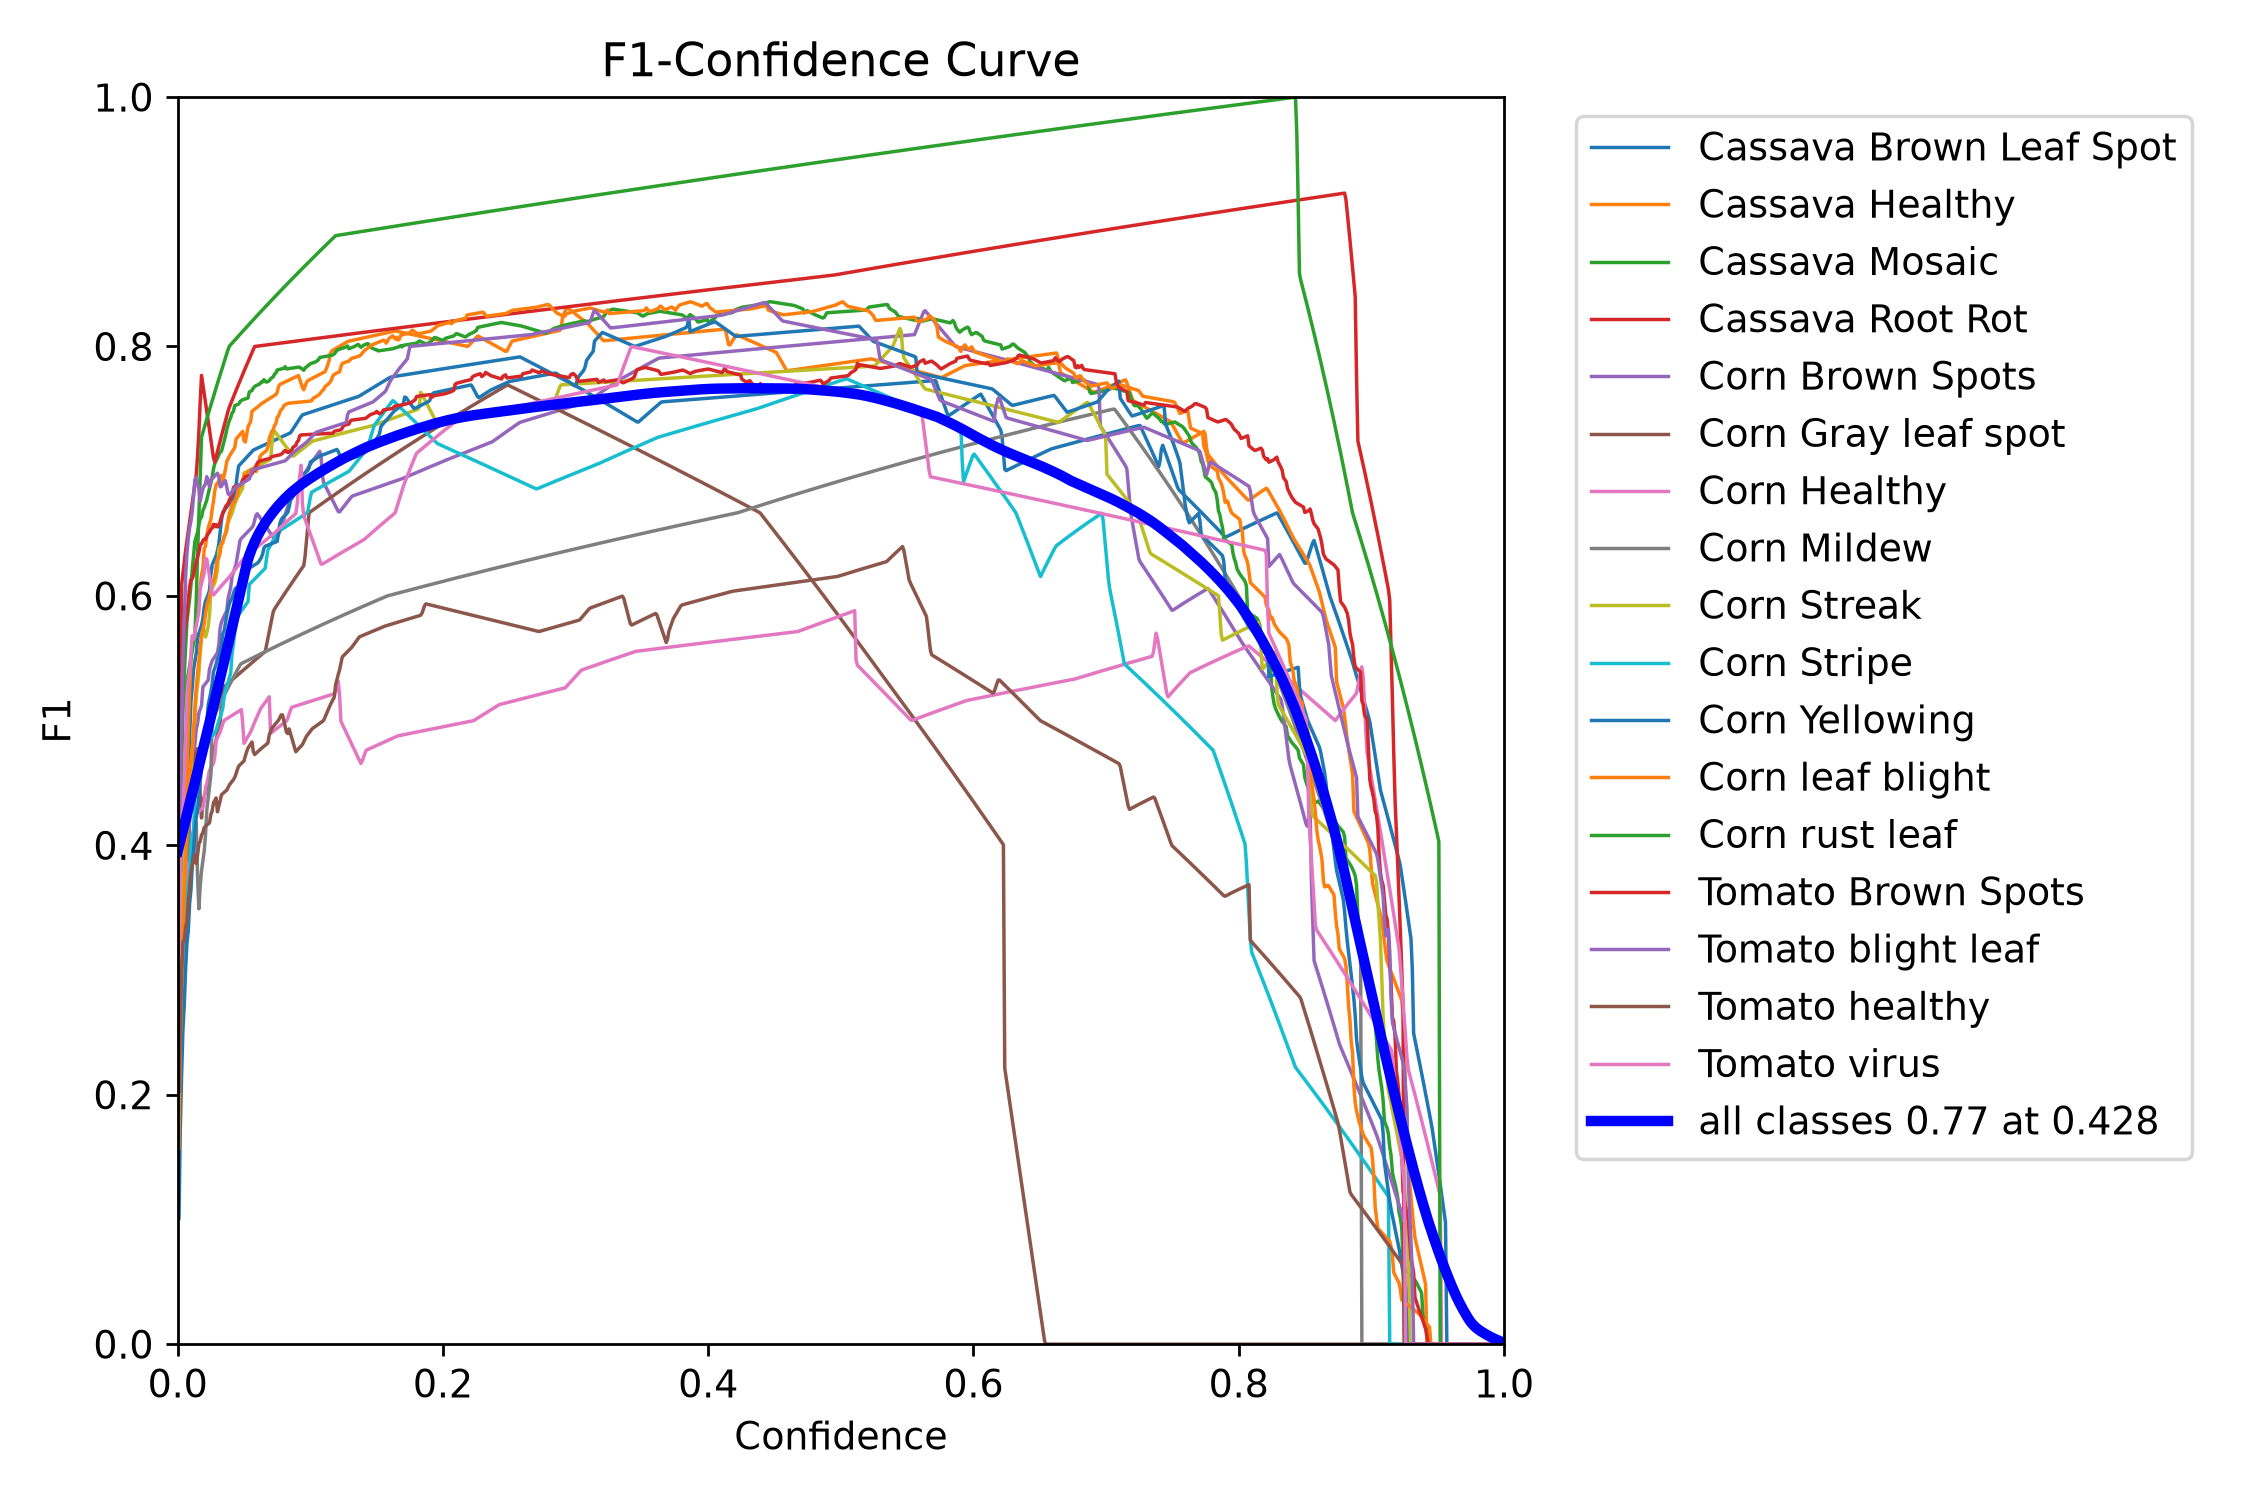 F1-Confidence Curve
1.0
0.8
0.6
0.4
0.2
0.0
F1
0.0 0.2 0.4 0.6 0.8 1.0
Confidence
Cassava Brown Leaf Spot
Cassava Healthy
Cassava Mosaic
Cassava Root Rot
Corn Brown Spots
Corn Gray leaf spot
Corn Healthy
Corn Mildew
Corn Streak
Corn Stripe
Corn Yellowing
Corn leaf blight
Corn rust leaf
Tomato Brown Spots
Tomato blight leaf
Tomato healthy
Tomato virus
all classes 0.77 at 0.428